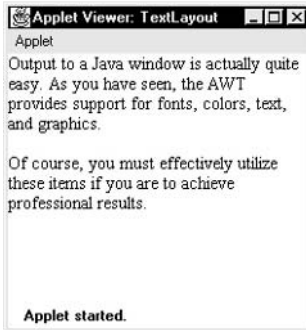 Applet Viewer: TextLayout
Applet
Output to a Java window is actually quite
easy. As you have seen, the AWT
provides support for fonts, colors, text,
and graphics.
Of course, you must effectively utilize
these items if you are to achieve
professional results.
Applet started.